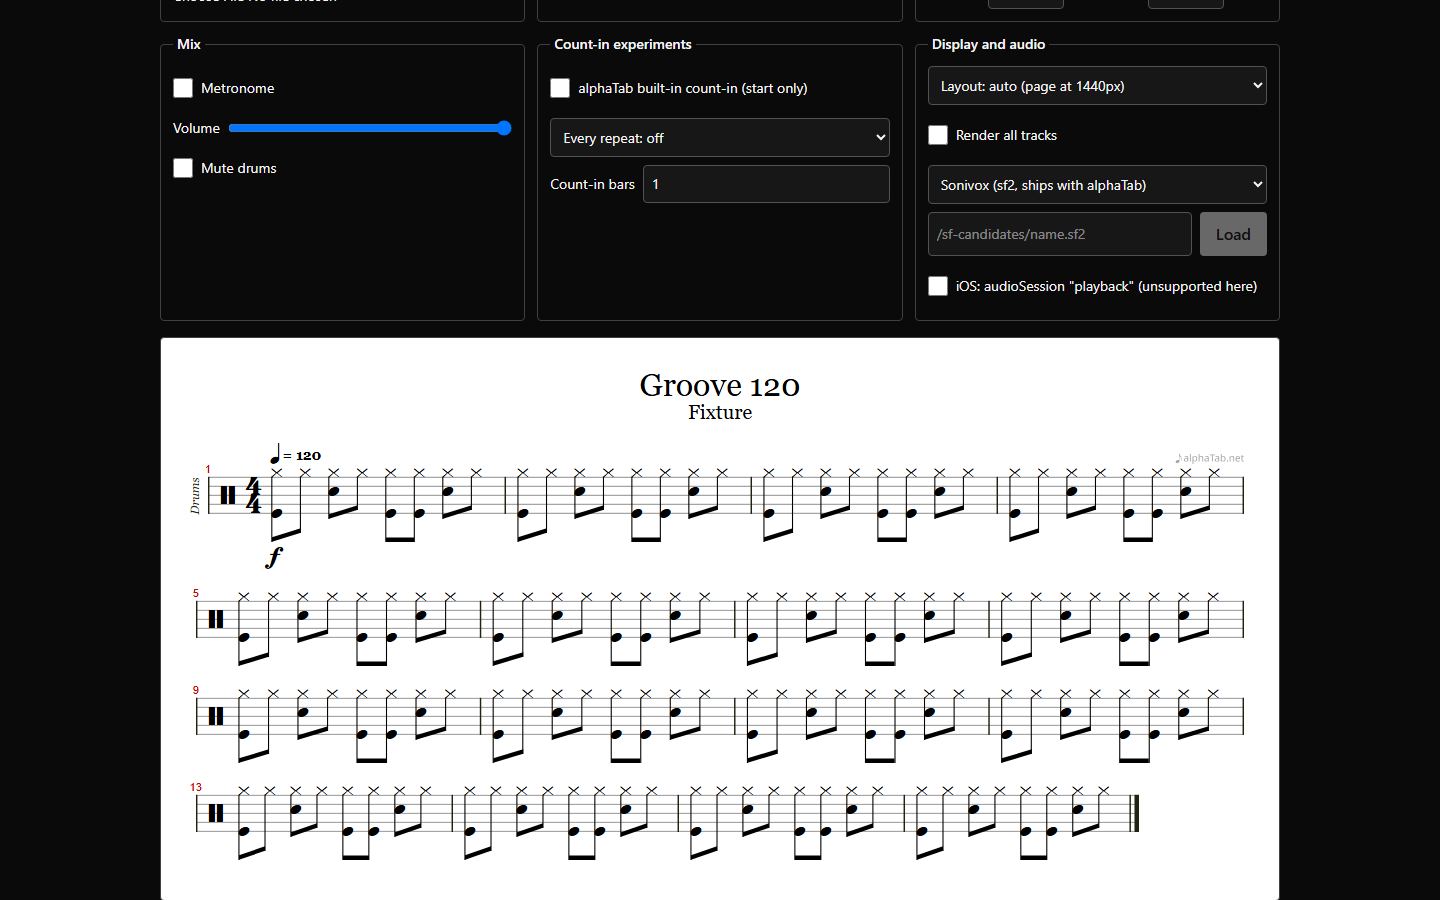 Mix
Metronome
Volume
Mute drums
Count-in experiments
alphaTab built-in count-in (start only)
Every repeat: off
Count-in bars 1
Display and audio
Layout: auto (page at 1440px)
Render all tracks
Sonivox (sf2, ships with alphaTab)
/sf-candidates/name.sf2 Load
iOS: audioSession "playback" (unsupported here)
Groove 120
Fixture
= 120
alphaTab.net
1
Drums
4
4
f
5
9
13